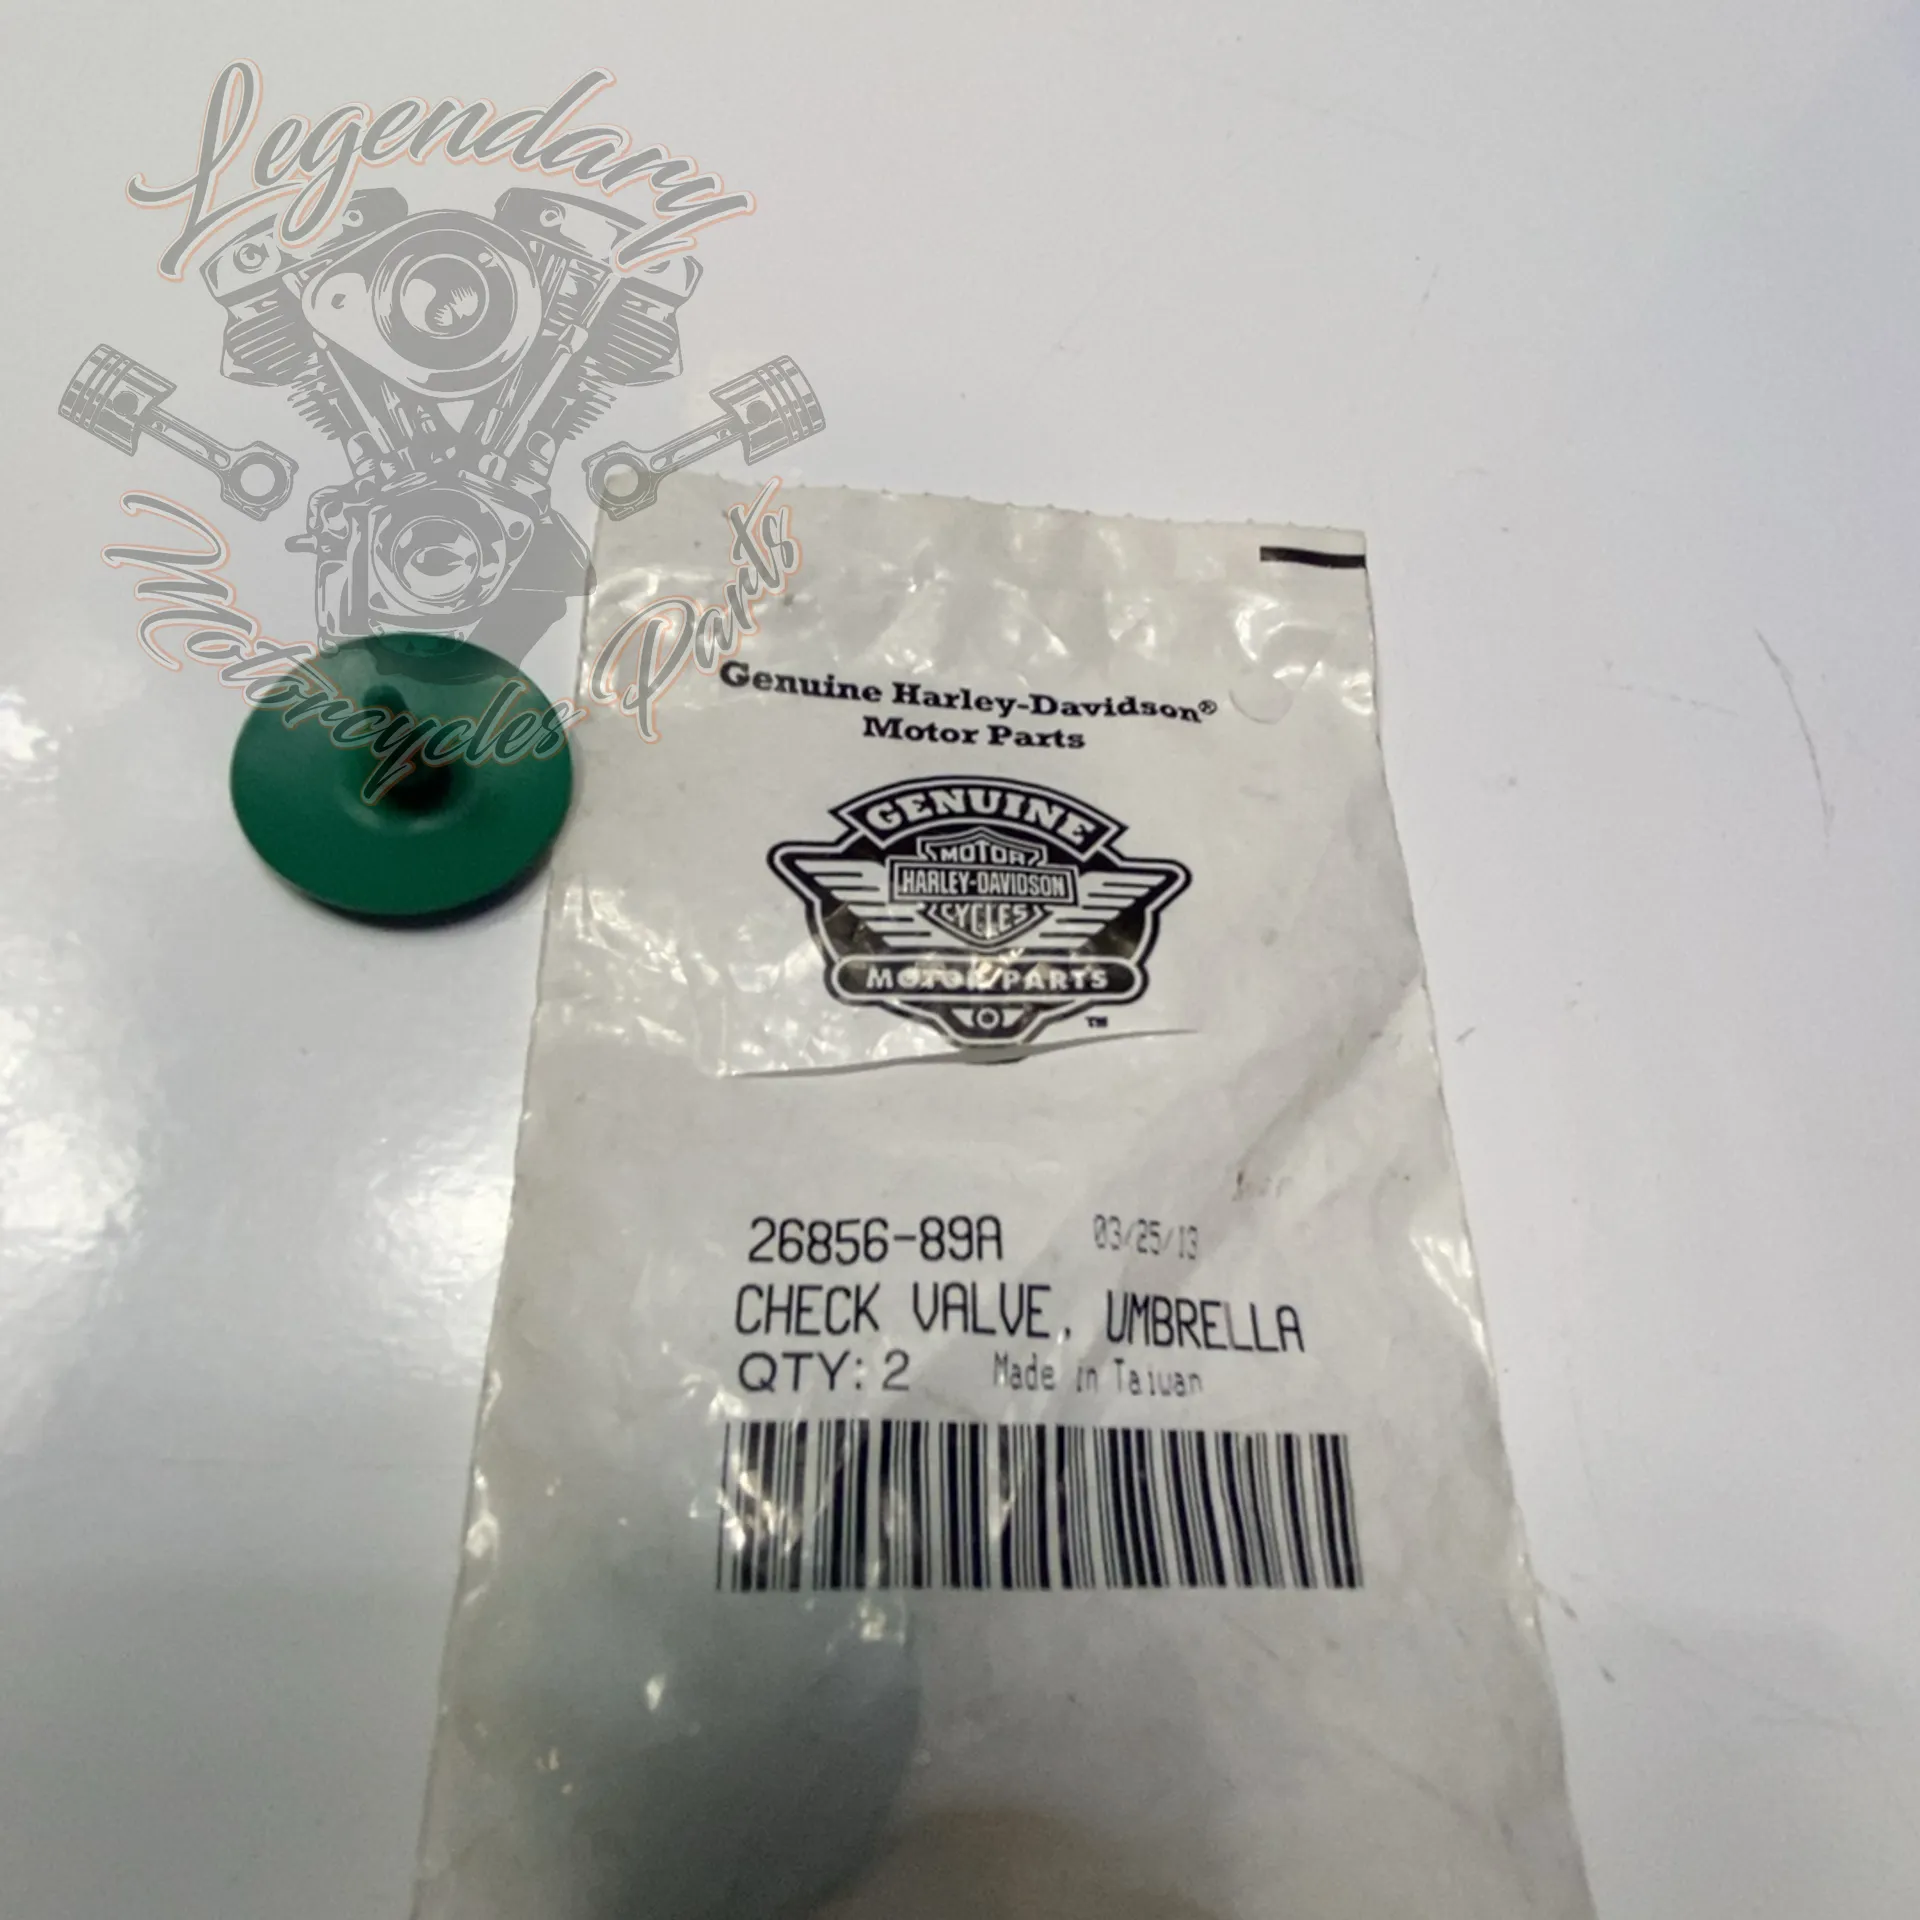 Legendary
Motorcycles Parts
Genuine Harley-Davidson®
Motor Parts
GENUINE
MOTOR
HARLEY-DAVIDSON
CYCLES
MOTOR PARTS
TM
26856-89A 03/25/13
CHECK VALVE, UMBRELLA
QTY: 2 Made in Taiwan